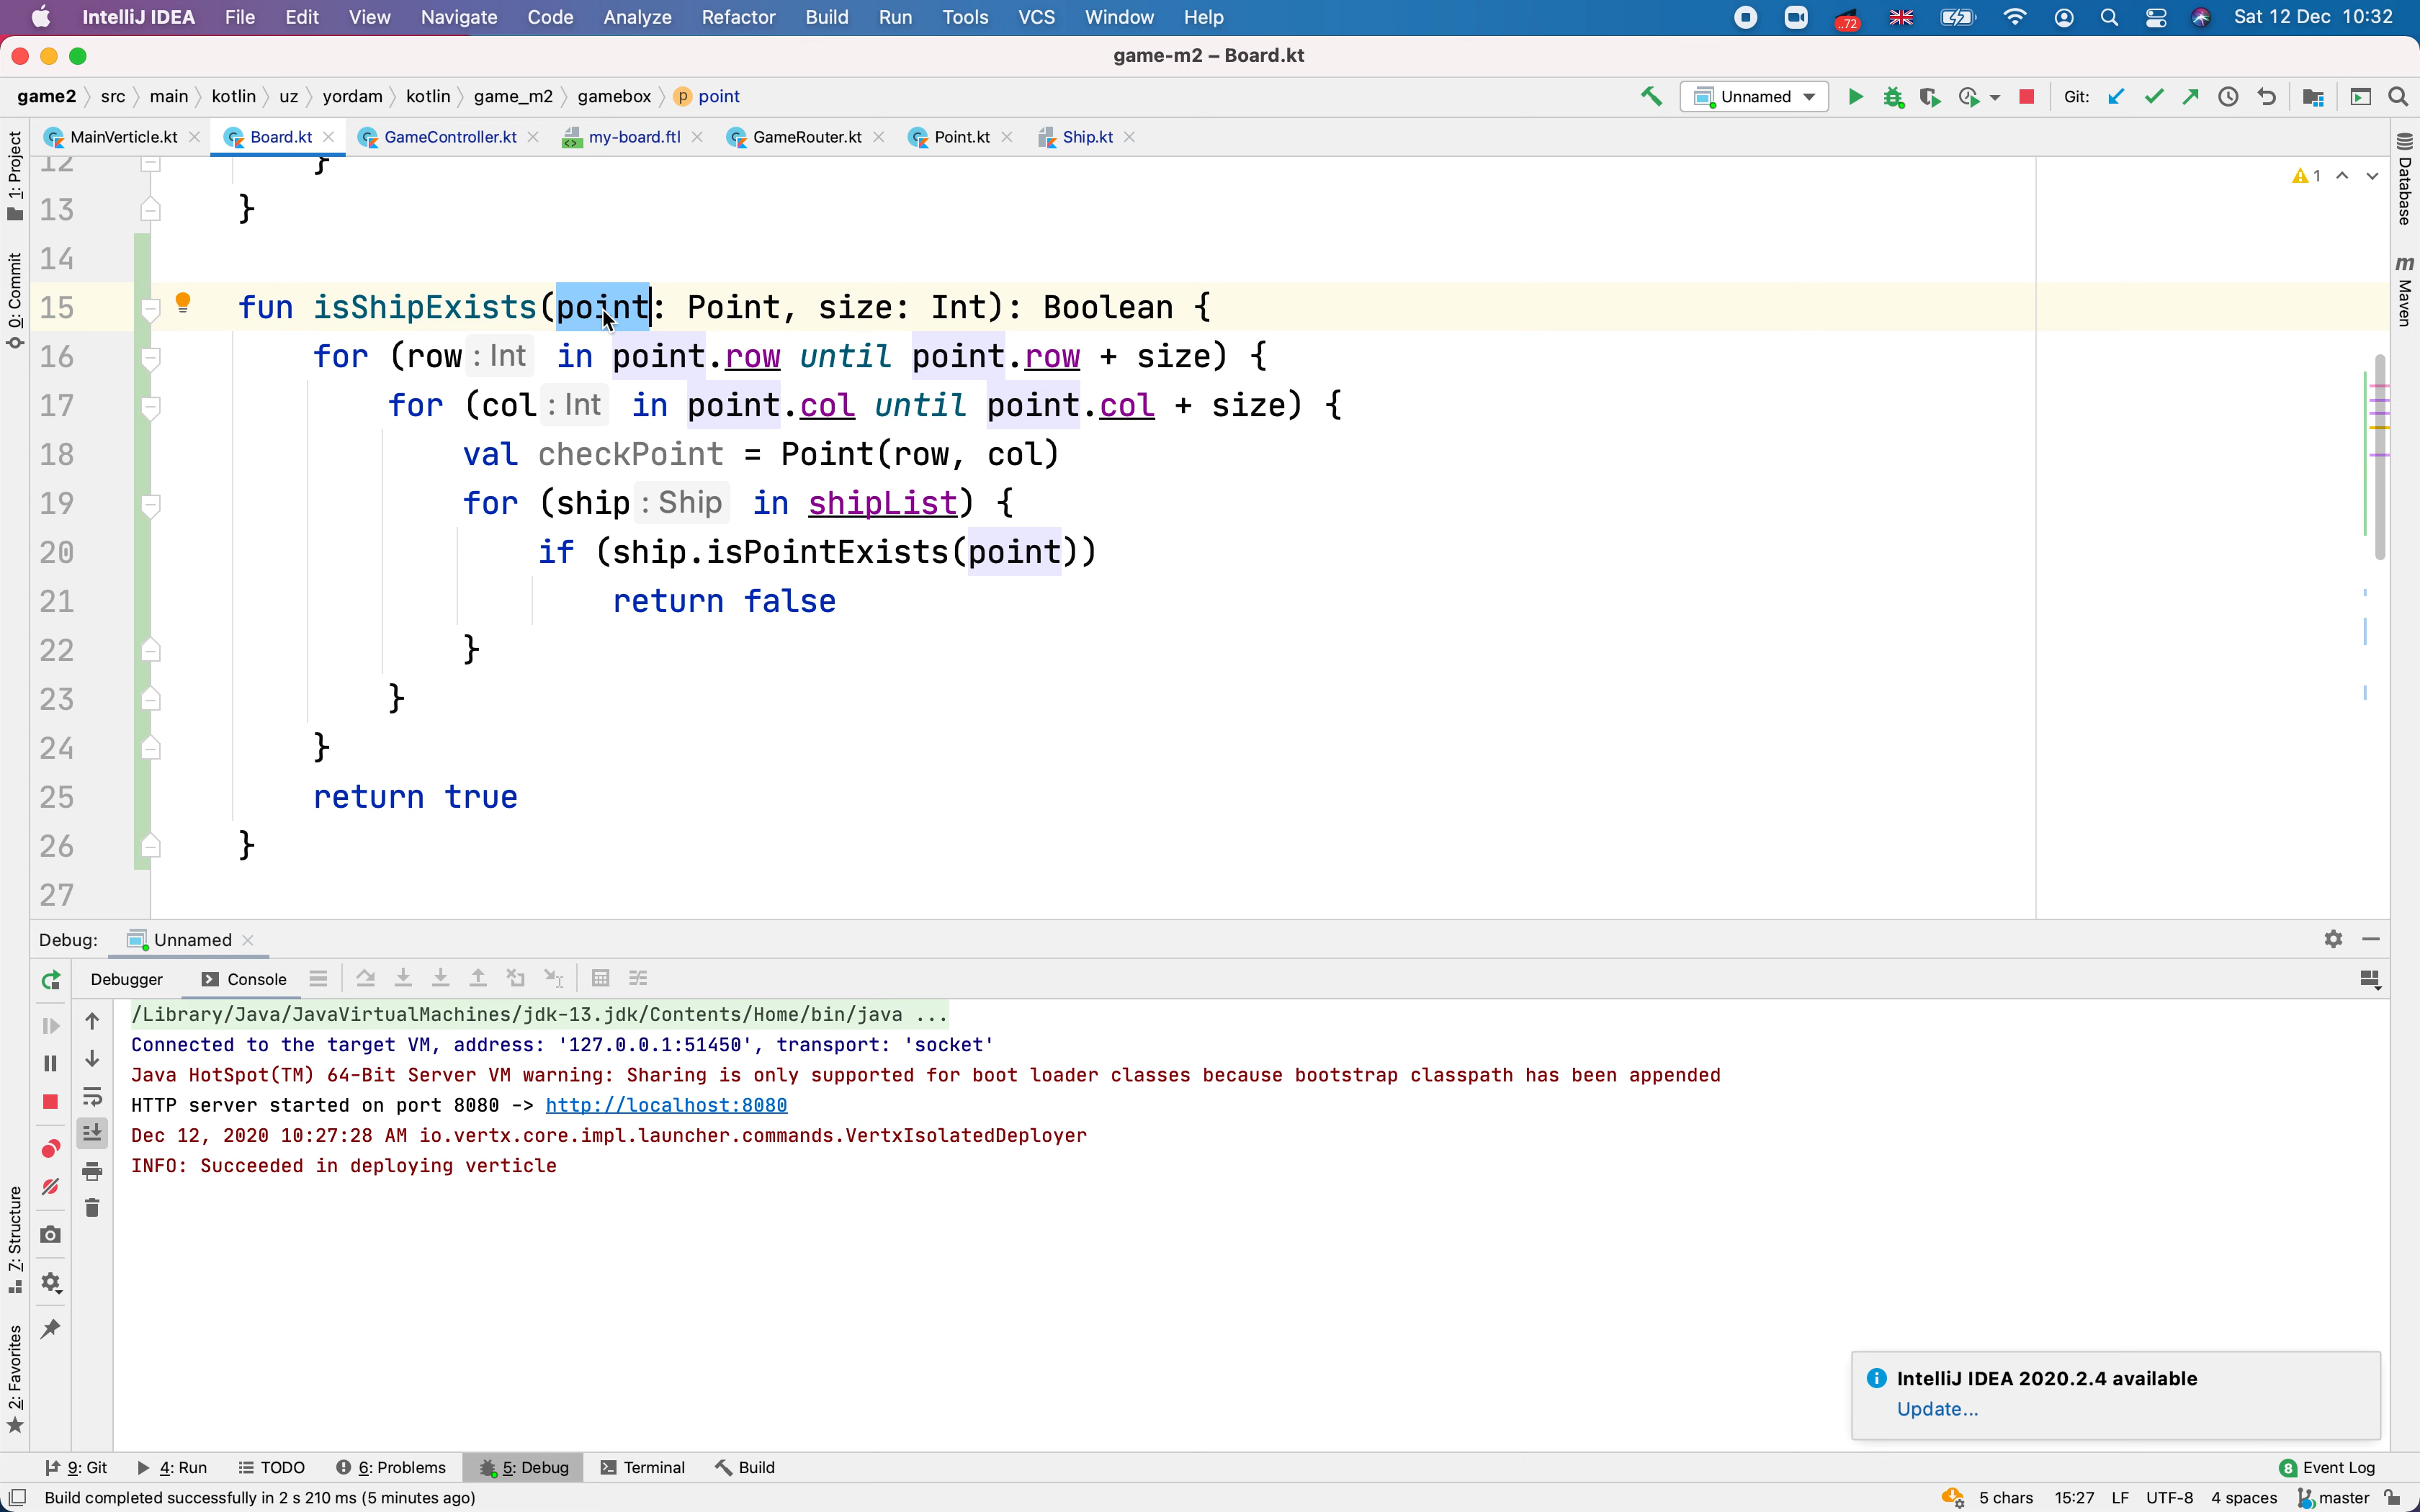 IntelliJ IDEA File Edit View Navigate Code Analyze Refactor Build Run Tools VCS Window Help ..72 Sat 12 Dec 10:32
game-m2 – Board.kt
game2 src main kotlin uz yordam kotlin game_m2 gamebox p point Unnamed Git:
MainVerticle.kt Board.kt GameController.kt my-board.ftl GameRouter.kt Point.kt Ship.kt
1: Project
0: Commit
7: Structure
2: Favorites
Database
m Maven
1
12 }
13 }
14
15 fun isShipExists(point: Point, size: Int): Boolean {
16 for (row : Int in point.row until point.row + size) {
17 for (col : Int in point.col until point.col + size) {
18 val checkPoint = Point(row, col)
19 for (ship : Ship in shipList) {
20 if (ship.isPointExists(point))
21 return false
22 }
23 }
24 }
25 return true
26 }
27
Debug: Unnamed
Debugger Console
/Library/Java/JavaVirtualMachines/jdk-13.jdk/Contents/Home/bin/java ...
Connected to the target VM, address: '127.0.0.1:51450', transport: 'socket'
Java HotSpot(TM) 64-Bit Server VM warning: Sharing is only supported for boot loader classes because bootstrap classpath has been appended
HTTP server started on port 8080 -> http://localhost:8080
Dec 12, 2020 10:27:28 AM io.vertx.core.impl.launcher.commands.VertxIsolatedDeployer
INFO: Succeeded in deploying verticle
IntelliJ IDEA 2020.2.4 available
Update...
9: Git 4: Run TODO 6: Problems 5: Debug Terminal Build 8 Event Log
Build completed successfully in 2 s 210 ms (5 minutes ago) 5 chars 15:27 LF UTF-8 4 spaces master